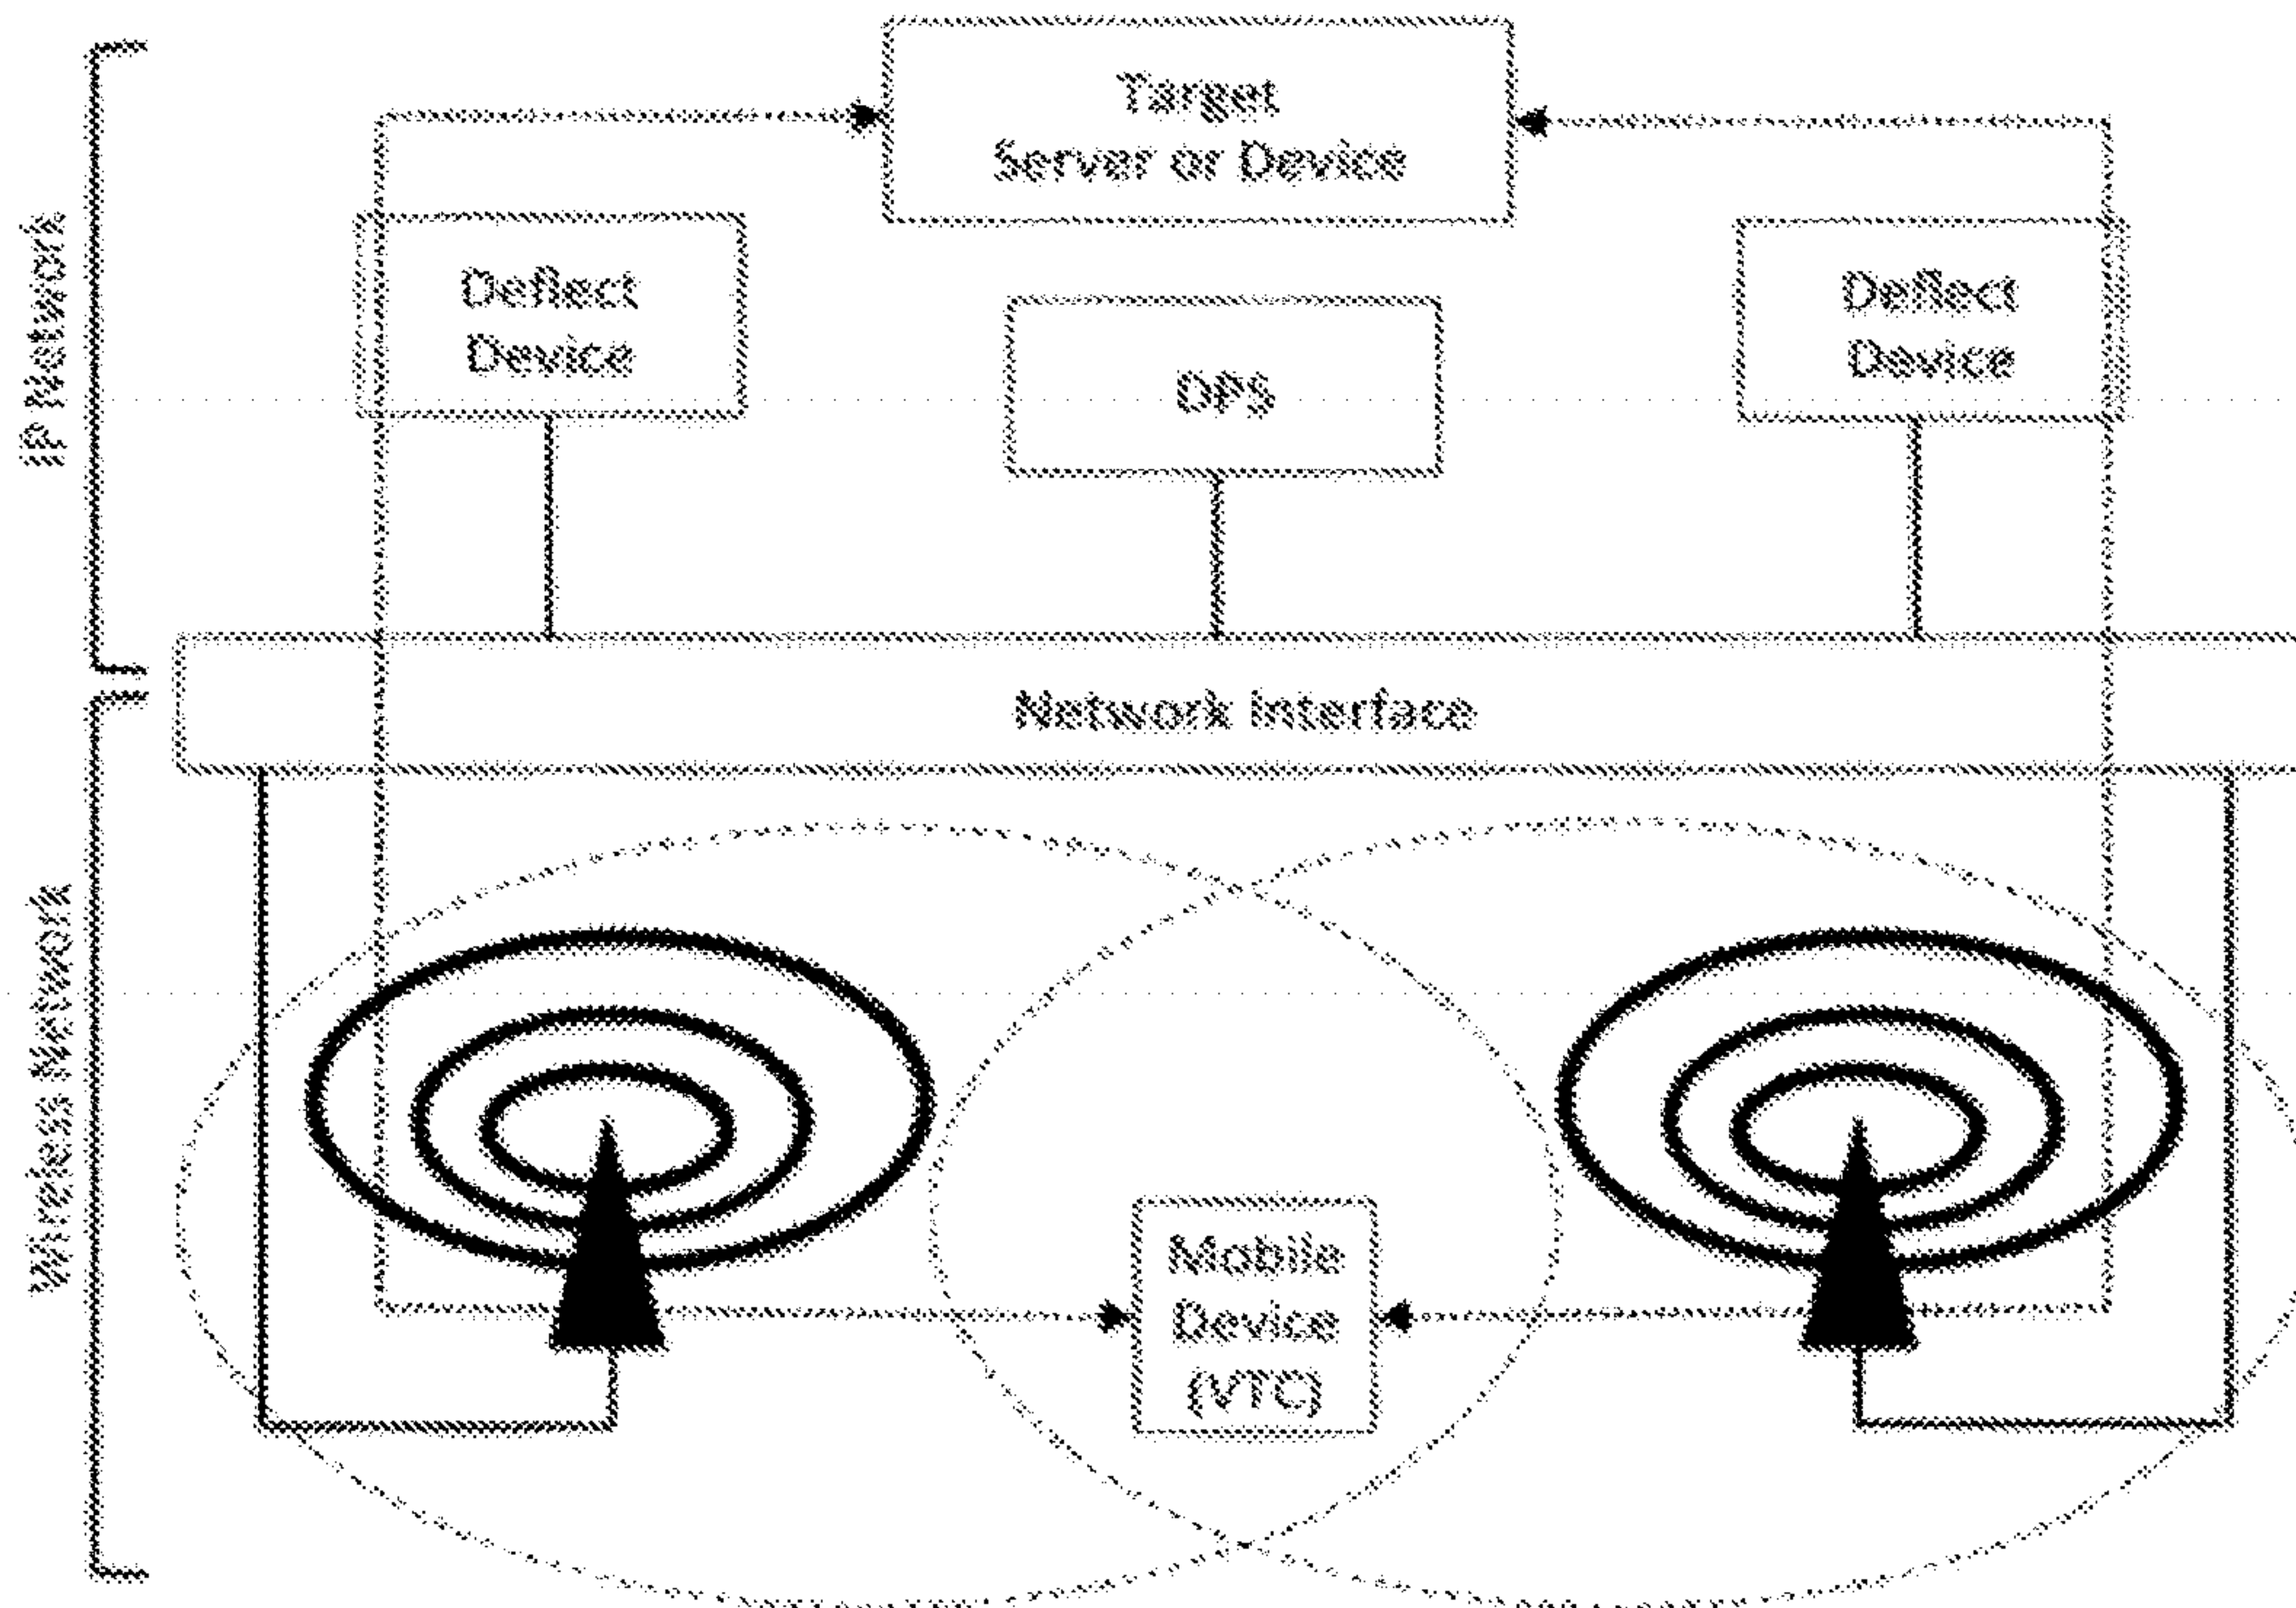 Target
Server or Device
Deflect
Device
Deflect
Device
DPS
IP Network
Network Interface
Wireless Network
Mobile
Device
(VTC)